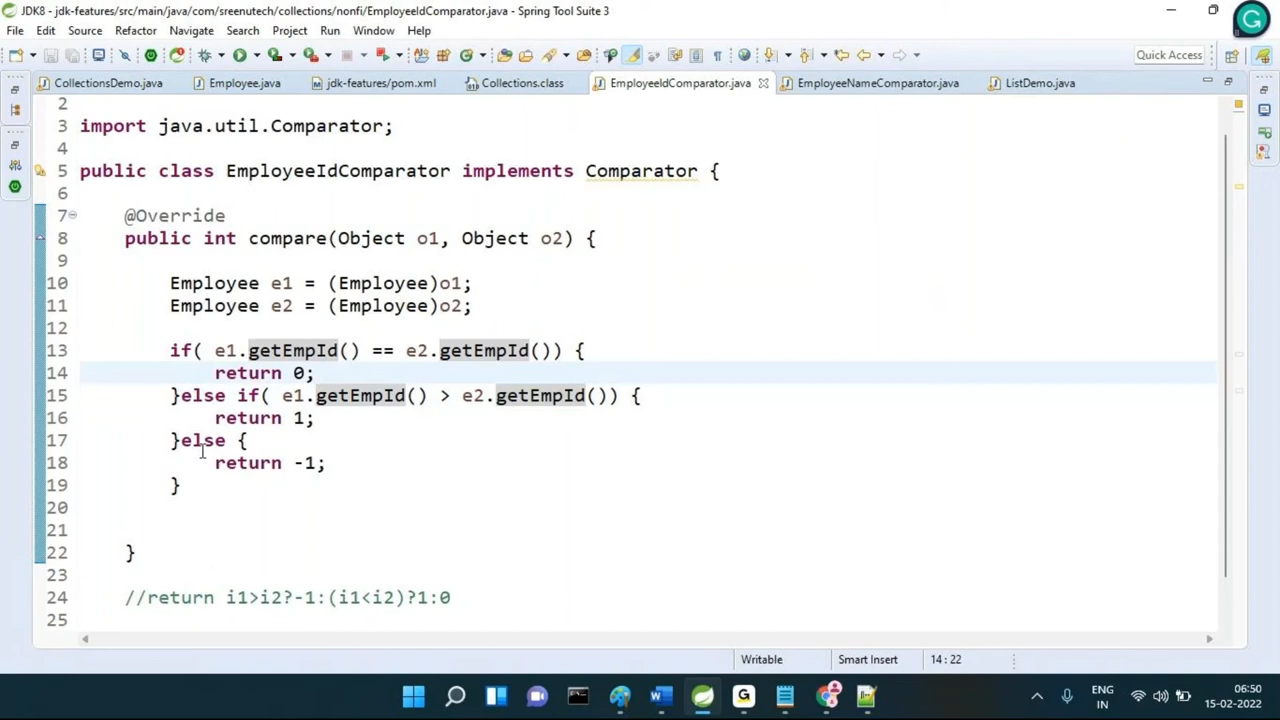 JDK8 - jdk-features/src/main/java/com/sreenutech/collections/nonfi/EmployeeIdComparator.java - Spring Tool Suite 3
File Edit Source Refactor Navigate Search Project Run Window Help
Quick Access
CollectionsDemo.java Employee.java jdk-features/pom.xml Collections.class EmployeeIdComparator.java EmployeeNameComparator.java ListDemo.java
2
3 import java.util.Comparator;
4
5 public class EmployeeIdComparator implements Comparator {
6
7 @Override
8 public int compare(Object o1, Object o2) {
9
10 Employee e1 = (Employee)o1;
11 Employee e2 = (Employee)o2;
12
13 if( e1.getEmpId() == e2.getEmpId()) {
14 return 0;
15 }else if( e1.getEmpId() > e2.getEmpId()) {
16 return 1;
17 }else {
18 return -1;
19 }
20
21
22 }
23
24 //return i1>i2?-1:(i1<i2)?1:0
25
Writable Smart Insert 14 : 22
ENG 06:50
IN 15-02-2022